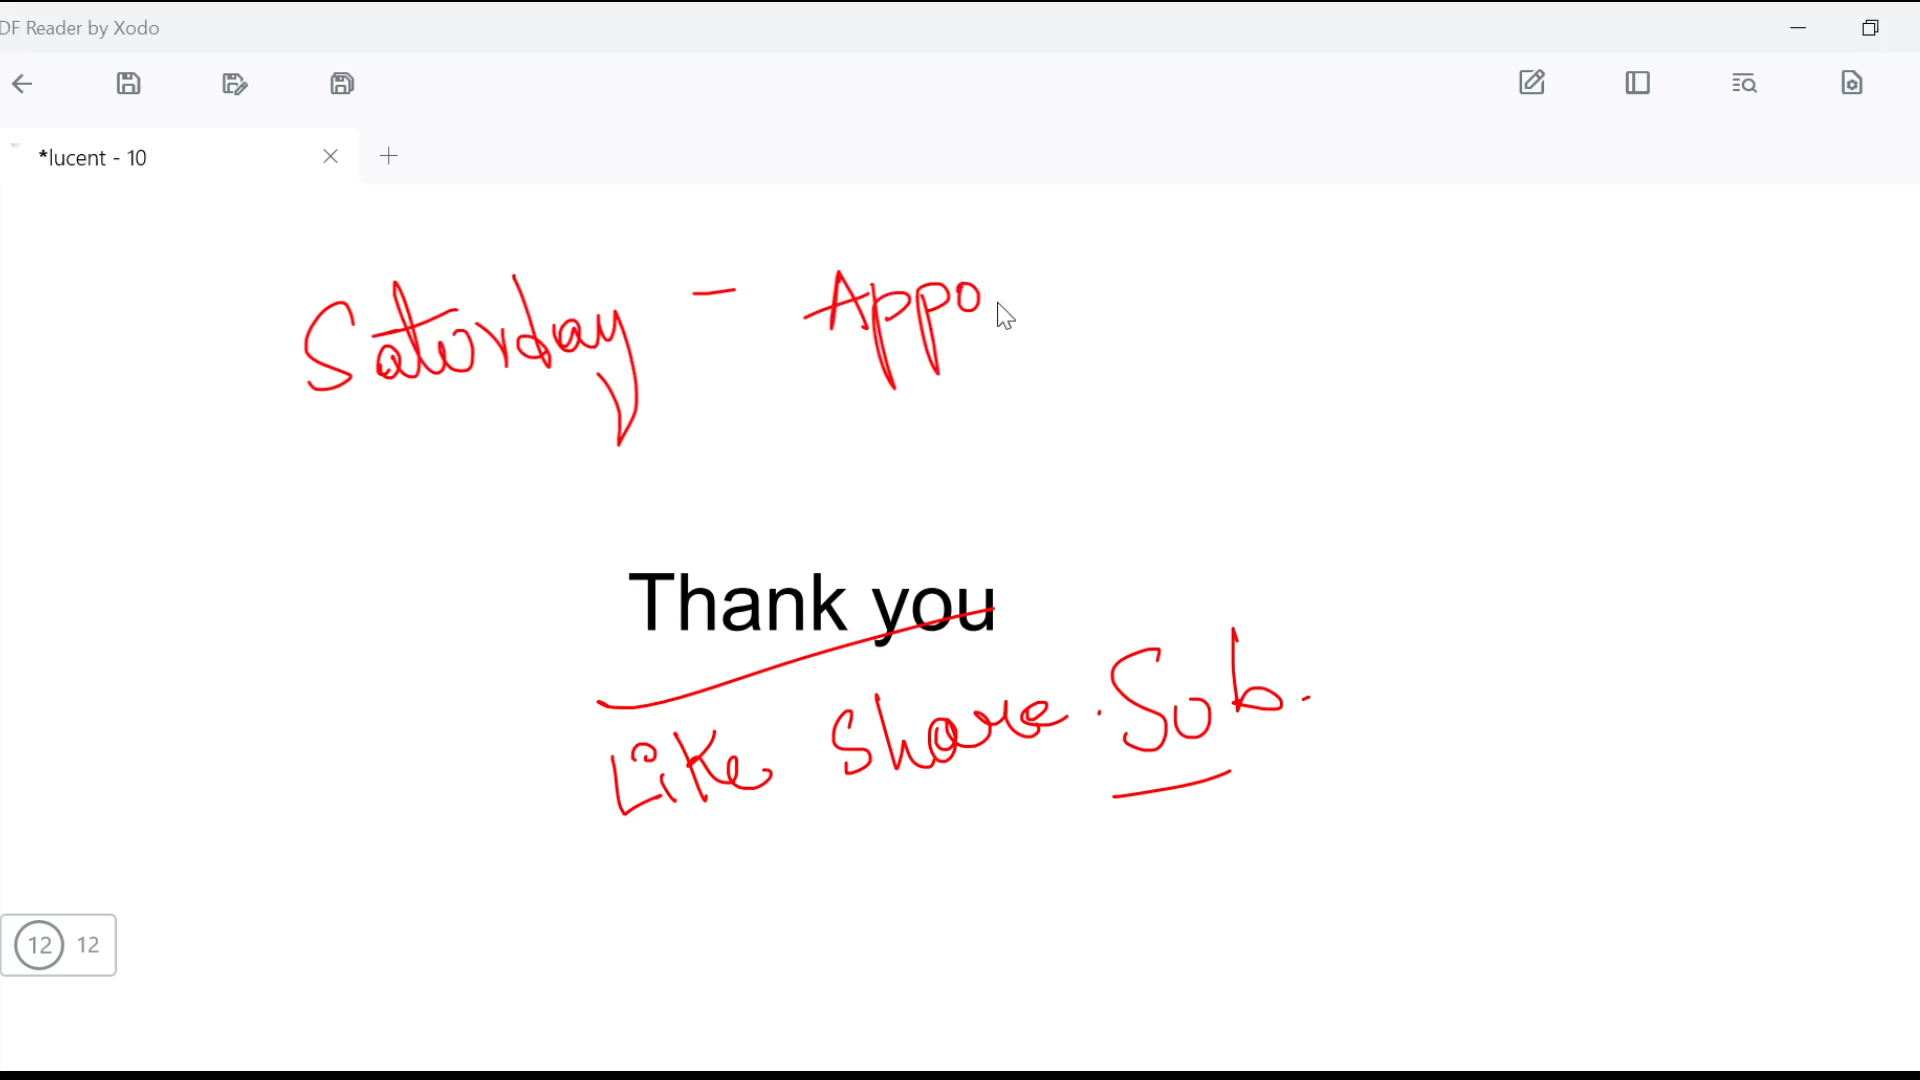 DF Reader by Xodo
*lucent - 10
Saturday - Appo
Thank you
Like Share . Sub .
12 12